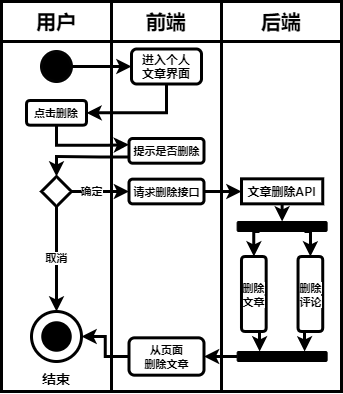 用户
前端
后端
进入个人
文章界面
点击删除
提示是否删除
确定
请求删除接口
文章删除API
取消
删除
文章
删除
评论
从页面
删除文章
结束